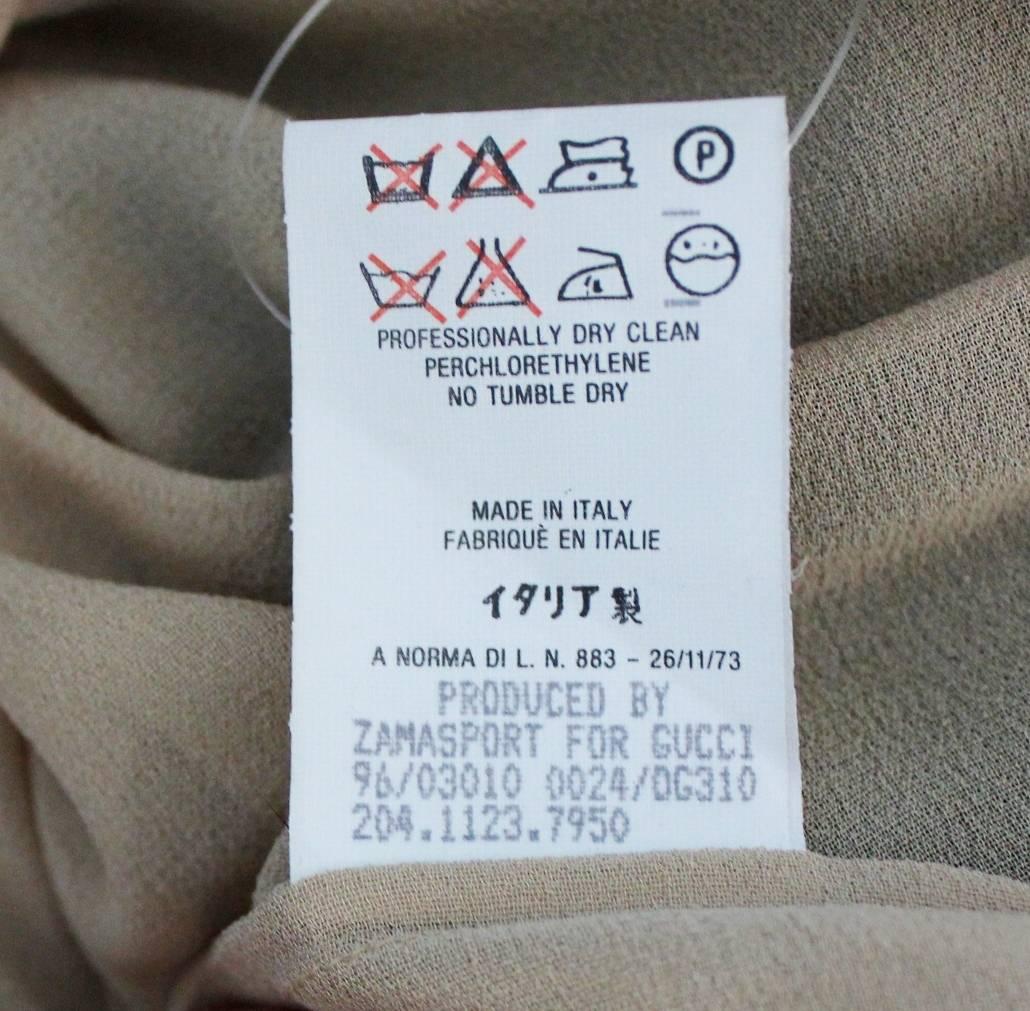 P
PROFESSIONALLY DRY CLEAN
PERCHLORETHYLENE
NO TUMBLE DRY
MADE IN ITALY
FABRIQUÈ EN ITALIE
イタリア製
A NORMA DI L. N. 883 - 26/11/73
PRODUCED BY
ZAMASPORT FOR GUCCI
96/03010 0024/DG310
204.1123.7950